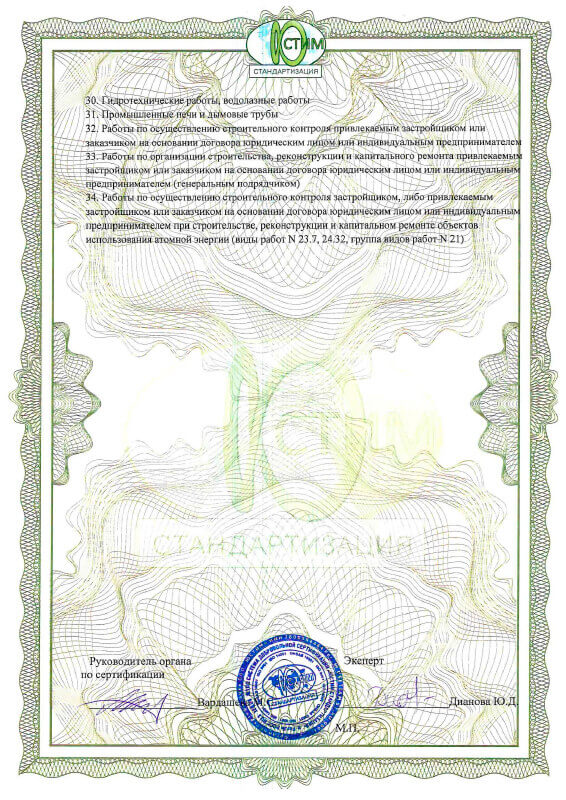 ЮСТИМ
СТАНДАРТИЗАЦИЯ
30. Гидротехнические работы, водолазные работы
31. Промышленные печи и дымовые трубы
32. Работы по осуществлению строительного контроля привлекаемым застройщиком или
заказчиком на основании договора юридическим лицом или индивидуальным предпринимателем
33. Работы по организации строительства, реконструкции и капитального ремонта привлекаемым
застройщиком или заказчиком на основании договора юридическим лицом или индивидуальным
предпринимателем (генеральным подрядчиком)
34. Работы по осуществлению строительного контроля застройщиком, либо привлекаемым
застройщиком или заказчиком на основании договора юридическим лицом или индивидуальным
предпринимателем при строительстве, реконструкции и капитальном ремонте объектов
использования атомной энергии (виды работ N 23.7, 24.32, группа видов работ N 21)
ЮСТИМ
СТАНДАРТИЗАЦИЯ
Руководитель органа
по сертификации
Эксперт
СТАНДАРТИЗАЦИЯ
Дианова Ю.Д.
М.П.